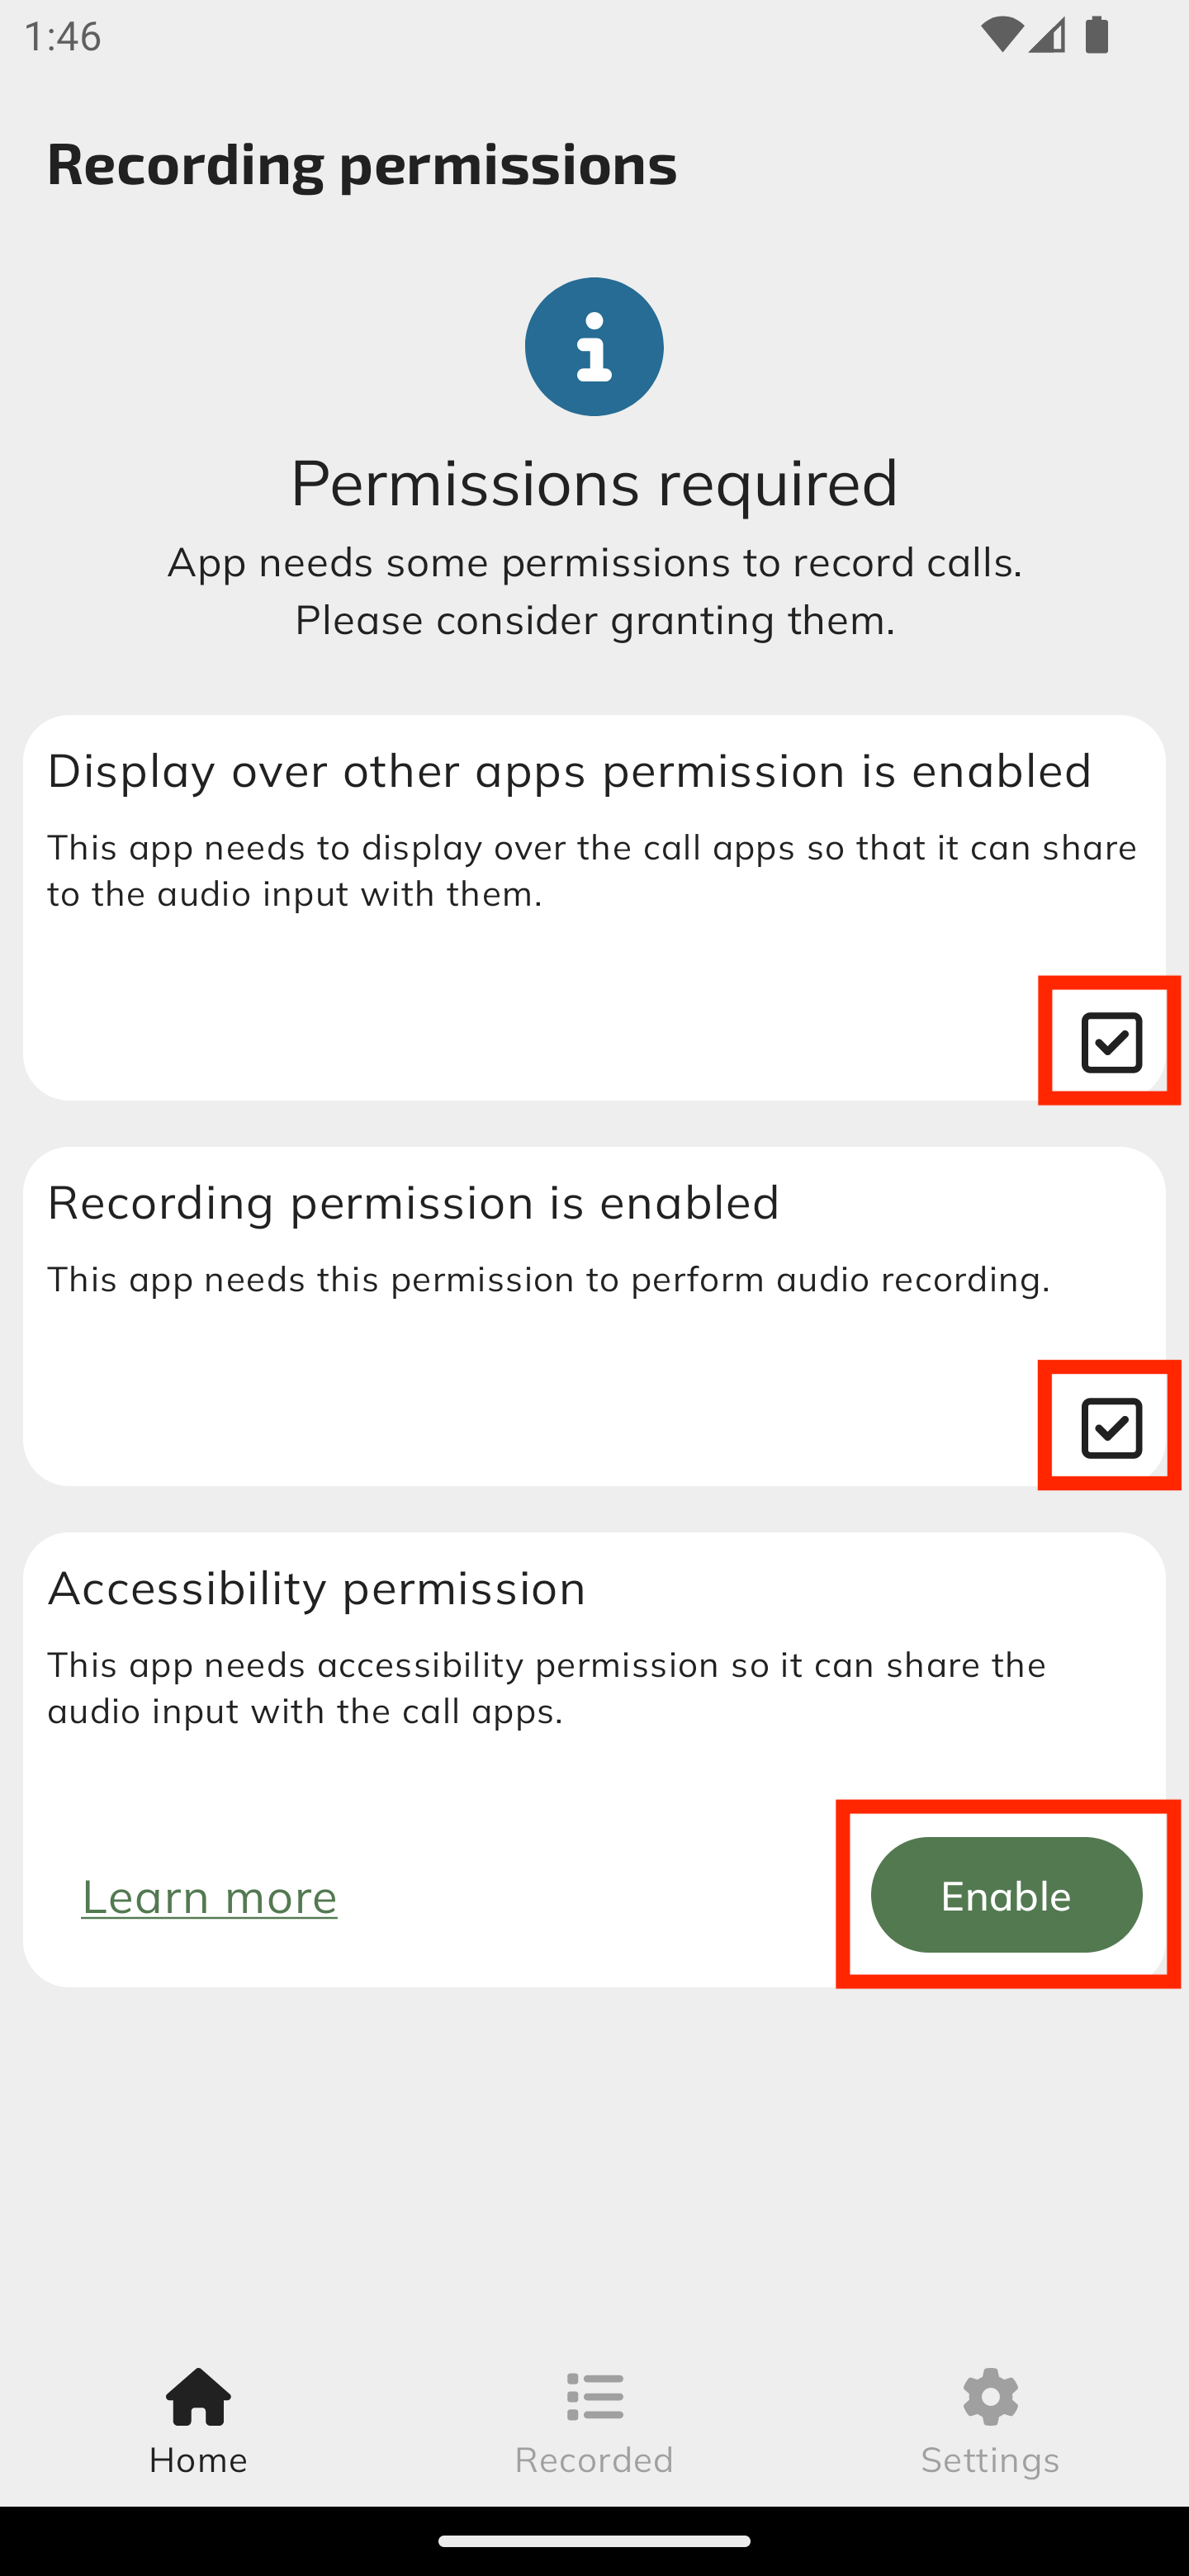 1:46
Recording permissions
Permissions required
App needs some permissions to record calls.
Please consider granting them.
Display over other apps permission is enabled
This app needs to display over the call apps so that it can share
to the audio input with them.
Recording permission is enabled
This app needs this permission to perform audio recording.
Accessibility permission
This app needs accessibility permission so it can share the
audio input with the call apps.
Learn more
Enable
Home
Recorded
Settings